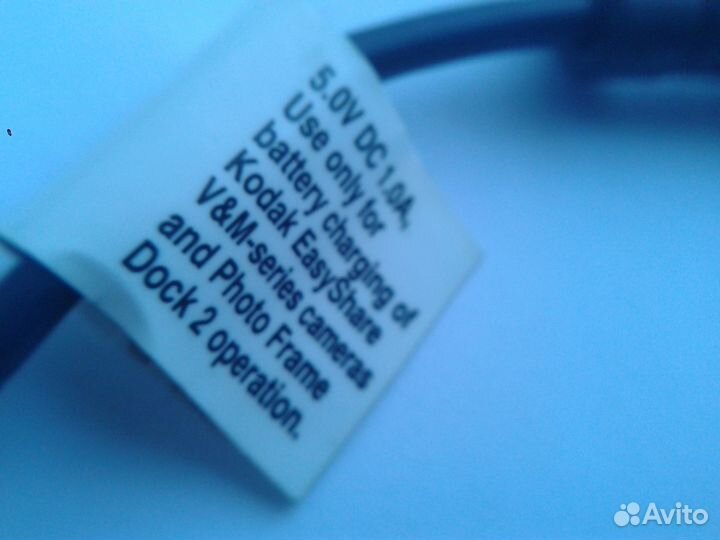 5.0V DC 1.0A,
Use only for
battery charging of
Kodak EasyShare
V&M-series cameras
and Photo Frame
Dock 2 operation.
Avito